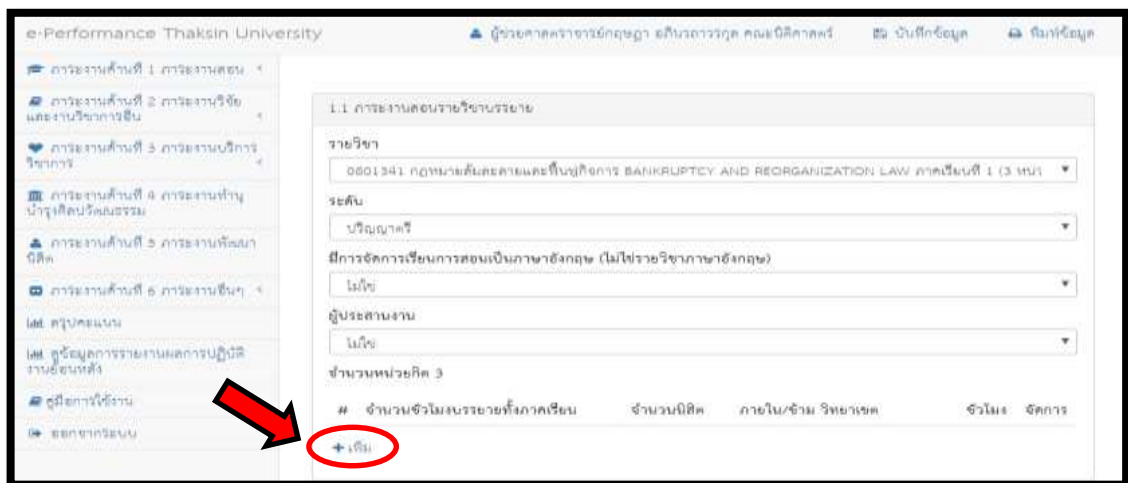 e-Performance Thaksin University
ผู้ช่วยศาสตราจารย์กฤษฎา อภินวถาวรกุล คณะนิติศาสตร์ บันทึกข้อมูล พิมพ์ข้อมูล
ภาระงานด้านที่ 1 ภาระงานสอน
ภาระงานด้านที่ 2 ภาระงานวิจัย
และงานวิชาการอื่น
ภาระงานด้านที่ 3 ภาระงานบริการ
วิชาการ
ภาระงานด้านที่ 4 ภาระงานทำนุ
บำรุงศิลปวัฒนธรรม
ภาระงานด้านที่ 5 ภาระงานพัฒนา
นิสิต
ภาระงานด้านที่ 6 ภาระงานอื่นๆ
สรุปคะแนน
ดูข้อมูลการรายงานผลการปฏิบัติ
งานย้อนหลัง
คู่มือการใช้งาน
ออกจากระบบ
1.1 ภาระงานสอนรายวิชาบรรยาย
รายวิชา
0801341 กฎหมายล้มละลายและฟื้นฟูกิจการ BANKRUPTCY AND REORGANIZATION LAW ภาคเรียนที่ 1 (3 หน่ว
ระดับ
ปริญญาตรี
มีการจัดการเรียนการสอนเป็นภาษาอังกฤษ (ไม่ใช่รายวิชาภาษาอังกฤษ)
ไม่ใช่
ผู้ประสานงาน
ไม่ใช่
จำนวนหน่วยกิต 3
# จำนวนชั่วโมงบรรยายทั้งภาคเรียน จำนวนนิสิต ภายใน/ข้าม วิทยาเขต ชั่วโมง จัดการ
+ เพิ่ม